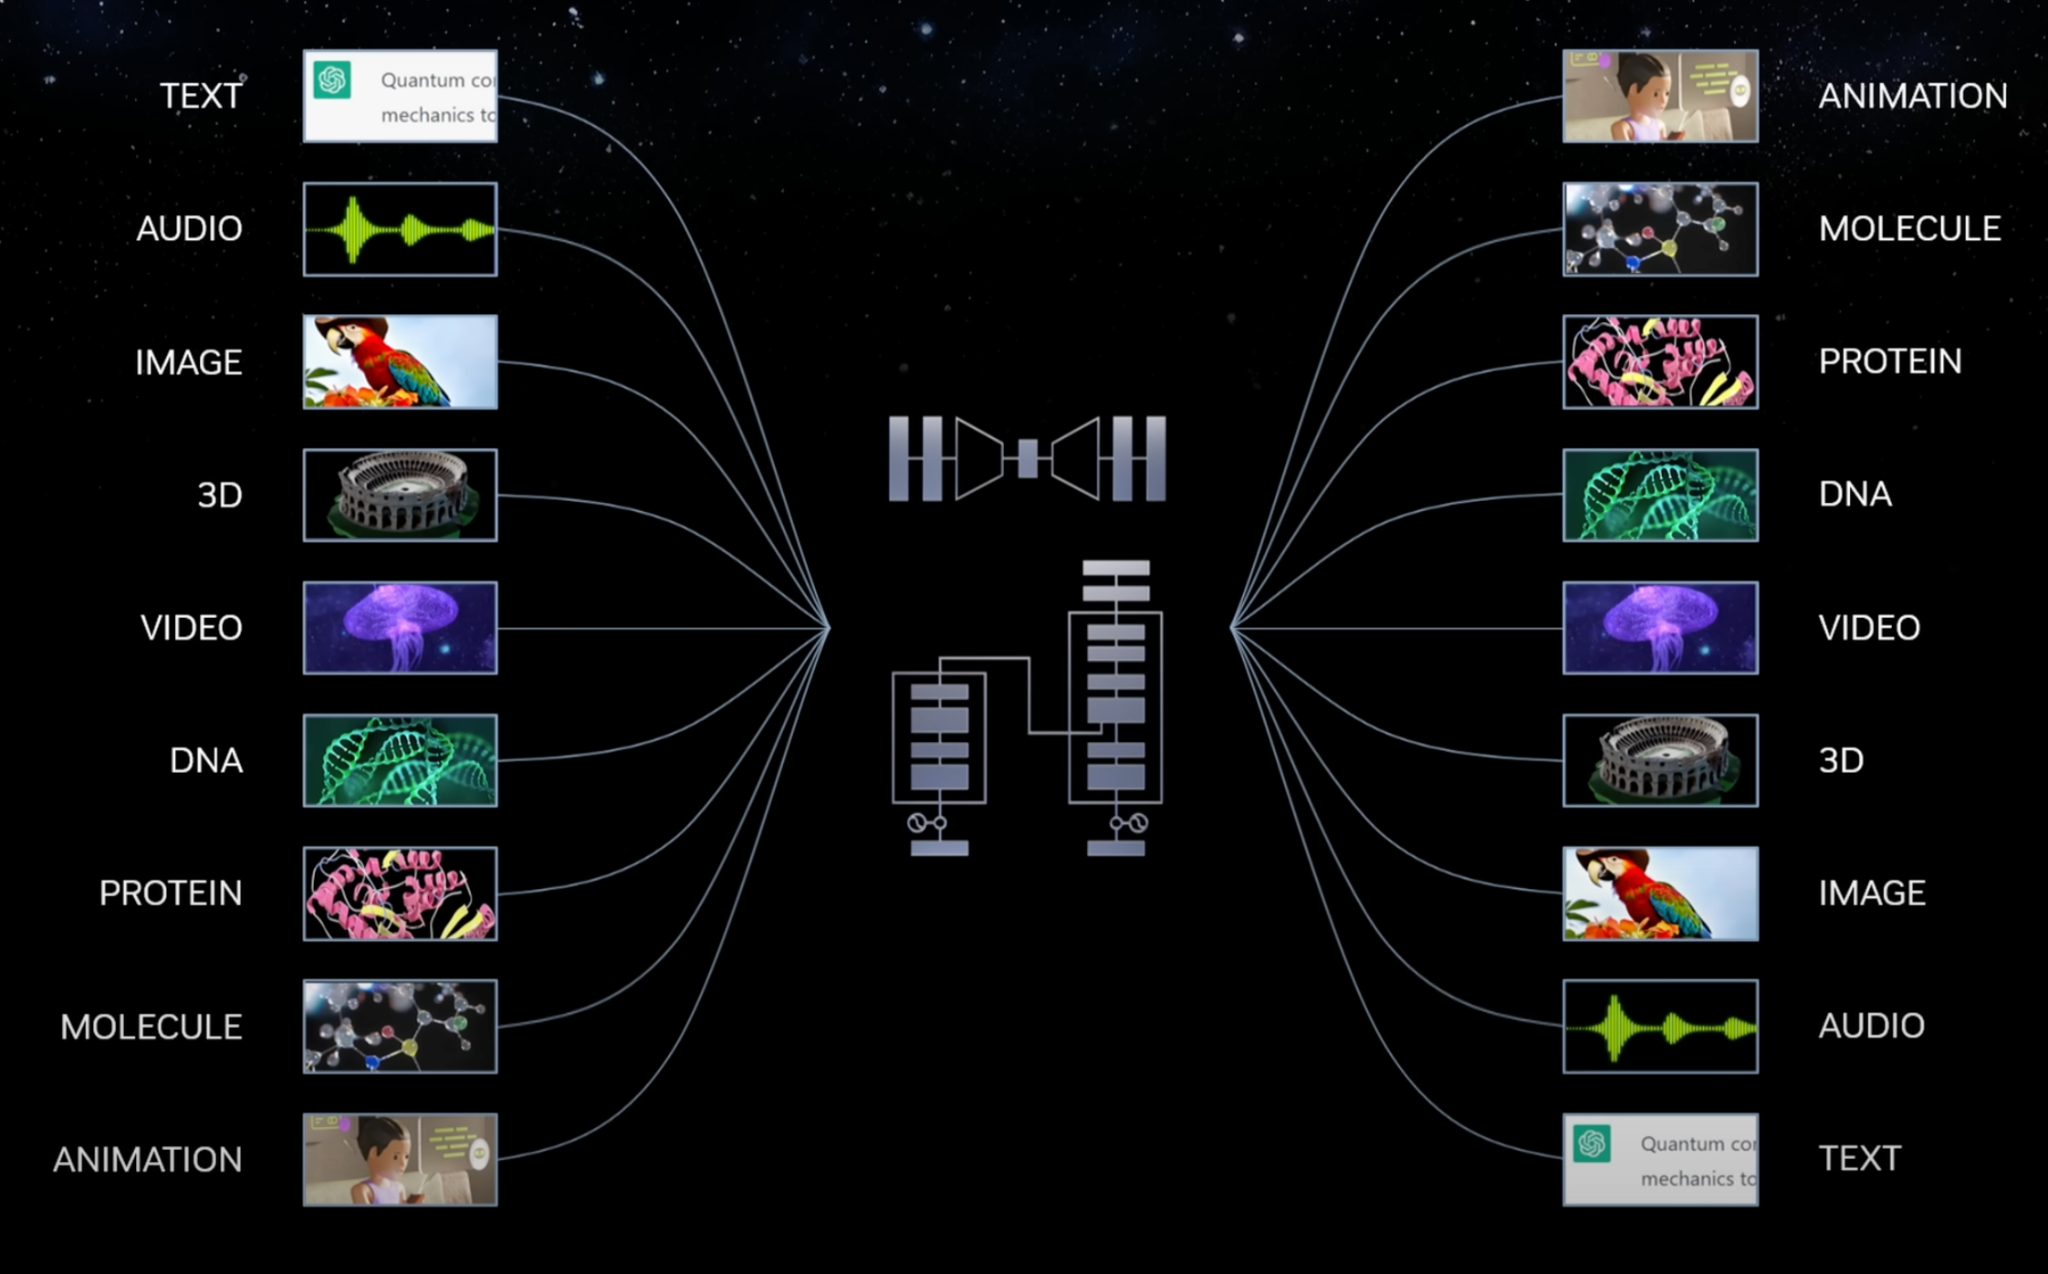 TEXT
Quantum co
mechanics to
AUDIO
IMAGE
3D
VIDEO
DNA
PROTEIN
MOLECULE
ANIMATION
ANIMATION
MOLECULE
PROTEIN
DNA
VIDEO
3D
IMAGE
AUDIO
Quantum co
mechanics to
TEXT